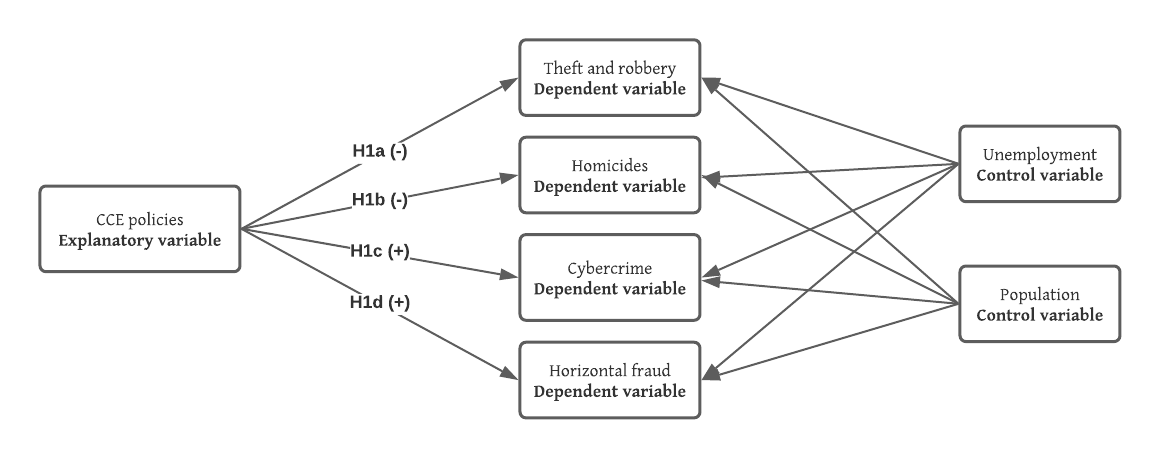 CCE policies
Explanatory variable
H1a (-)
H1b (-)
H1c (+)
H1d (+)
Theft and robbery
Dependent variable
Homicides
Dependent variable
Cybercrime
Dependent variable
Horizontal fraud
Dependent variable
Unemployment
Control variable
Population
Control variable